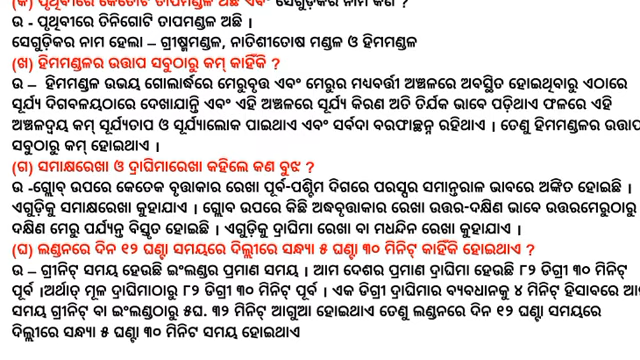 (କ) ପୃଥିବୀରେ କେତୋଟି ତାପମଣ୍ଡଳ ଅଛି ଏବଂ ସେଗୁଡ଼ିକର ନାମ କଣ ?
ଉ - ପୃଥିବୀରେ ତିନିଗୋଟି ତାପମଣ୍ଡଳ ଅଛି ।
ସେଗୁଡ଼ିକର ନାମ ହେଲା – ଗ୍ରୀଷ୍ମମଣ୍ଡଳ, ନାତିଶୀତୋଷ ମଣ୍ଡଳ ଓ ହିମମଣ୍ଡଳ
(ଖ) ହିମମଣ୍ଡଳର ଉତ୍ତାପ ସବୁଠାରୁ କମ୍ କାହିଁକି ?
ଉ – ହିମମଣ୍ଡଳ ଉଭୟ ଗୋଲାର୍ଦ୍ଧରେ ମେରୁବୃତ୍ତ ଏବଂ ମେରୁର ମଧ୍ୟବର୍ତ୍ତୀ ଅଞ୍ଚଳରେ ଅବସ୍ଥିତ ହୋଇଥିବାରୁ ଏଠାରେ
ସୂର୍ଯ୍ୟ ଦିଗବଳୟଠାରେ ଦେଖାଯାନ୍ତି ଏବଂ ଏହି ଅଞ୍ଚଳରେ ସୂର୍ଯ୍ୟ କିରଣ ଅତି ତିର୍ଯକ ଭାବେ ପଡ଼ିଥାଏ ଫଳରେ ଏହି
ଅଞ୍ଚଳଦ୍ୱୟ କମ୍ ସୂର୍ଯ୍ୟତାପ ଓ ସୂର୍ଯ୍ୟାଲୋକ ପାଇଥାଏ ଏବଂ ସର୍ବଦା ବରଫାଚ୍ଛନ୍ନ ରହିଥାଏ । ତେଣୁ ହିମମଣ୍ଡଳର ଉତ୍ତାପ
ସବୁଠାରୁ କମ୍ ହୋଇଥାଏ ।
(ଗ) ସମାକ୍ଷରେଖା ଓ ଦ୍ରାଘିମାରେଖା କହିଲେ କଣ ବୁଝ ?
ଉ -ଗ୍ଲୋବ୍ ଉପରେ କେତେକ ବୃତ୍ତାକାର ରେଖା ପୂର୍ବ-ପଶ୍ଚିମ ଦିଗରେ ପରସ୍ପର ସମାନ୍ତରାଳ ଭାବରେ ଅଙ୍କିତ ହୋଇଛି ।
ଏଗୁଡ଼ିକୁ ସମାକ୍ଷରେଖା କୁହାଯାଏ । ଗ୍ଲୋବ ଉପରେ କିଛି ଅର୍ଦ୍ଧବୃତ୍ତାକାର ରେଖା ଉତ୍ତର-ଦକ୍ଷିଣ ଭାବେ ଉତ୍ତରମେରୁଠାରୁ
ଦକ୍ଷିଣ ମେରୁ ପର୍ଯ୍ୟନ୍ତ ବିସ୍ତୃତ ହୋଇଛି । ଏଗୁଡ଼ିକୁ ଦ୍ରାଘିମା ରେଖା ବା ମଧ୍ୟନ୍ଦିନ ରେଖା କୁହାଯାଏ ।
(ଘ) ଲଣ୍ଡନରେ ଦିନ ୧୨ ଘଣ୍ଟା ସମୟରେ ଦିଲ୍ଲୀରେ ସନ୍ଧ୍ୟା ୫ ଘଣ୍ଟା ୩୦ ମିନିଟ୍ କାହିଁକି ହୋଇଥାଏ ?
ଉ – ଗ୍ରୀନିଟ୍ ସମୟ ହେଉଛି ଇଂଲଣ୍ଡର ପ୍ରମାଣ ସମୟ । ଆମ ଦେଶର ପ୍ରମାଣ ଦ୍ରାଘିମା ହେଉଛି ୮୨ ଡିଗ୍ରୀ ୩୦ ମିନିଟ୍
ପୂର୍ବ ।ଅର୍ଥାତ୍ ମୂଳ ଦ୍ରାଘିମାଠାରୁ ୮୨ ଡିଗ୍ରୀ ୩୦ ମିନିଟ୍ ପୂର୍ବ । ଏକ ଡିଗ୍ରୀ ଦ୍ରାଘିମାର ବ୍ୟବଧାନକୁ ୪ ମିନିଟ୍ ହିସାବରେ
ସମୟ ଗ୍ରୀନିଟ୍ ବା ଇଂଲଣ୍ଡଠାରୁ ୫ଘ. ୩୨ ମିନିଟ୍ ଆଗୁଆ ହୋଇଥାଏ ତେଣୁ ଲଣ୍ଡନରେ ଦିନ ୧୨ ଘଣ୍ଟା ସମୟରେ
ଦିଲ୍ଲୀରେ ସନ୍ଧ୍ୟା ୫ ଘଣ୍ଟା ୩୦ ମିନିଟ ସମୟ ହୋଇଥାଏ